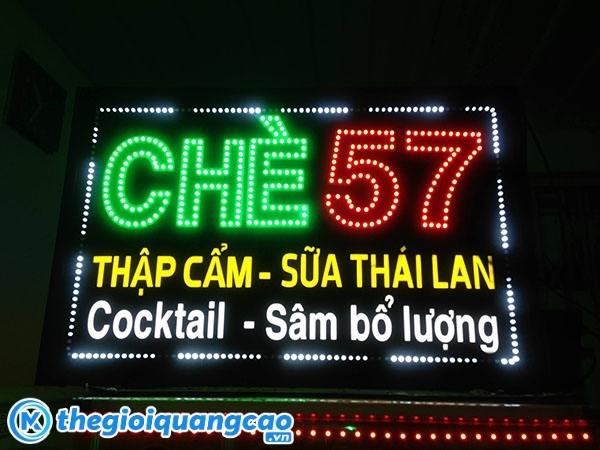 CHÈ 57
THẬP CẨM - SỮA THÁI LAN
Cocktail - Sâm bổ lượng
thegioiquangcao
.vn